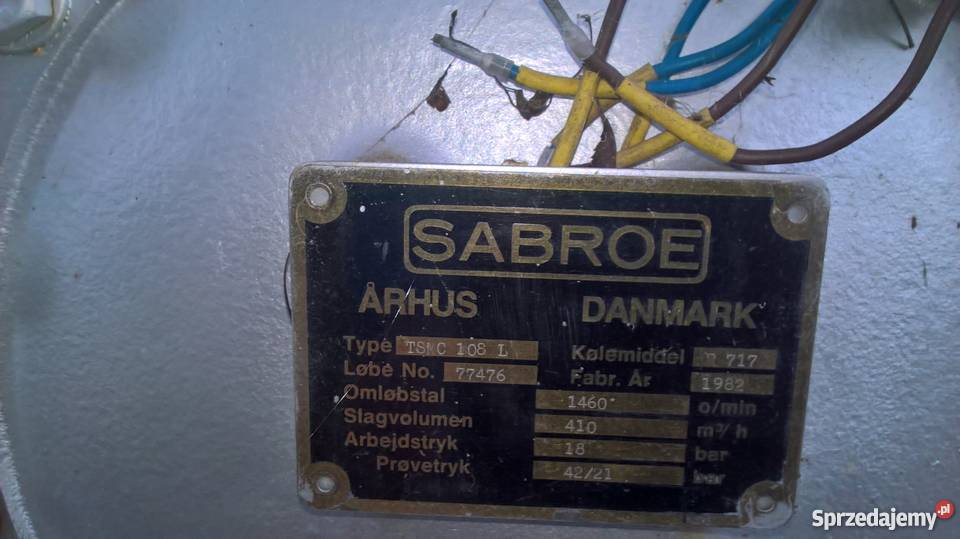 SABROE
ÅRHUS DANMARK
Type TSMC 108 L Kølemiddel R 717
Løbe No. 77476 Fabr. År 1982
Omløbstal 1460 o/min
Slagvolumen 410 m³/h
Arbejdstryk 18 bar
Prøvetryk 42/21 bar
Sprzedajemy.pl